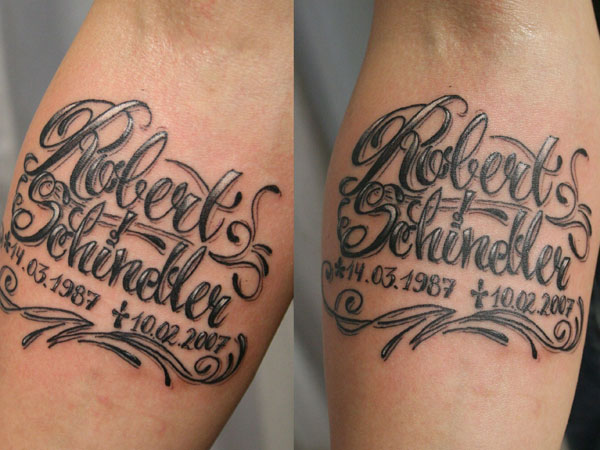 Robert
Schindler
*14.03.1987
†10.02.2007
Robert
Schindler
*14.03.1987
†10.02.2007